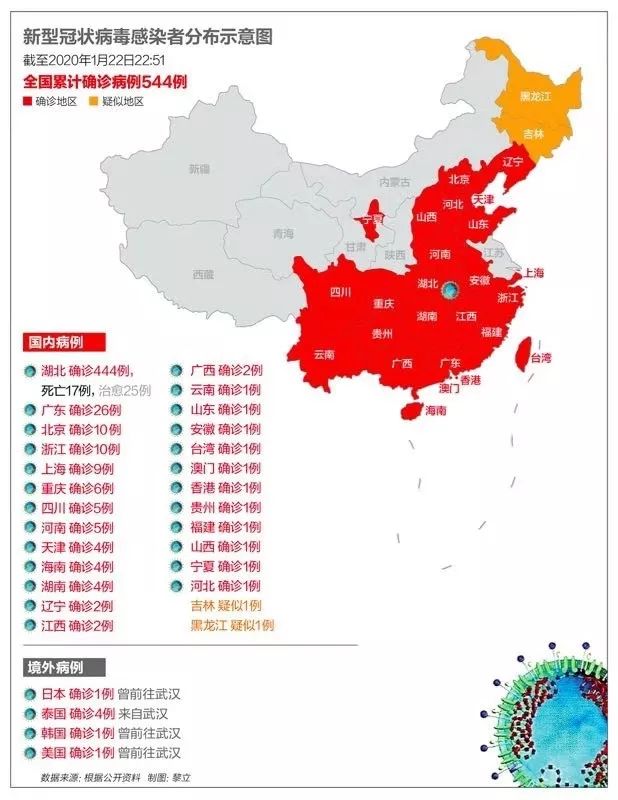 新型冠状病毒感染者分布示意图
截至2020年1月22日22:51
全国累计确诊病例544例
确诊地区 疑似地区
黑龙江
吉林
辽宁
新疆
内蒙古
北京
天津
河北
山西
山东
宁夏
青海
甘肃
陕西
河南
江苏
西藏
安徽
上海
湖北
四川
重庆
浙江
湖南
江西
贵州
福建
云南
广西
广东
台湾
香港
澳门
海南
国内病例
湖北 确诊444例,
死亡17例, 治愈25例
广东 确诊26例
北京 确诊10例
浙江 确诊10例
上海 确诊9例
重庆 确诊6例
四川 确诊5例
河南 确诊5例
天津 确诊4例
海南 确诊4例
湖南 确诊4例
辽宁 确诊2例
江西 确诊2例
广西 确诊2例
云南 确诊1例
山东 确诊1例
安徽 确诊1例
台湾 确诊1例
澳门 确诊1例
香港 确诊1例
贵州 确诊1例
福建 确诊1例
山西 确诊1例
宁夏 确诊1例
河北 确诊1例
吉林 疑似1例
黑龙江 疑似1例
境外病例
日本 确诊1例 曾前往武汉
泰国 确诊4例 来自武汉
韩国 确诊1例 曾前往武汉
美国 确诊1例 曾前往武汉
数据来源: 根据公开资料 制图: 黎立